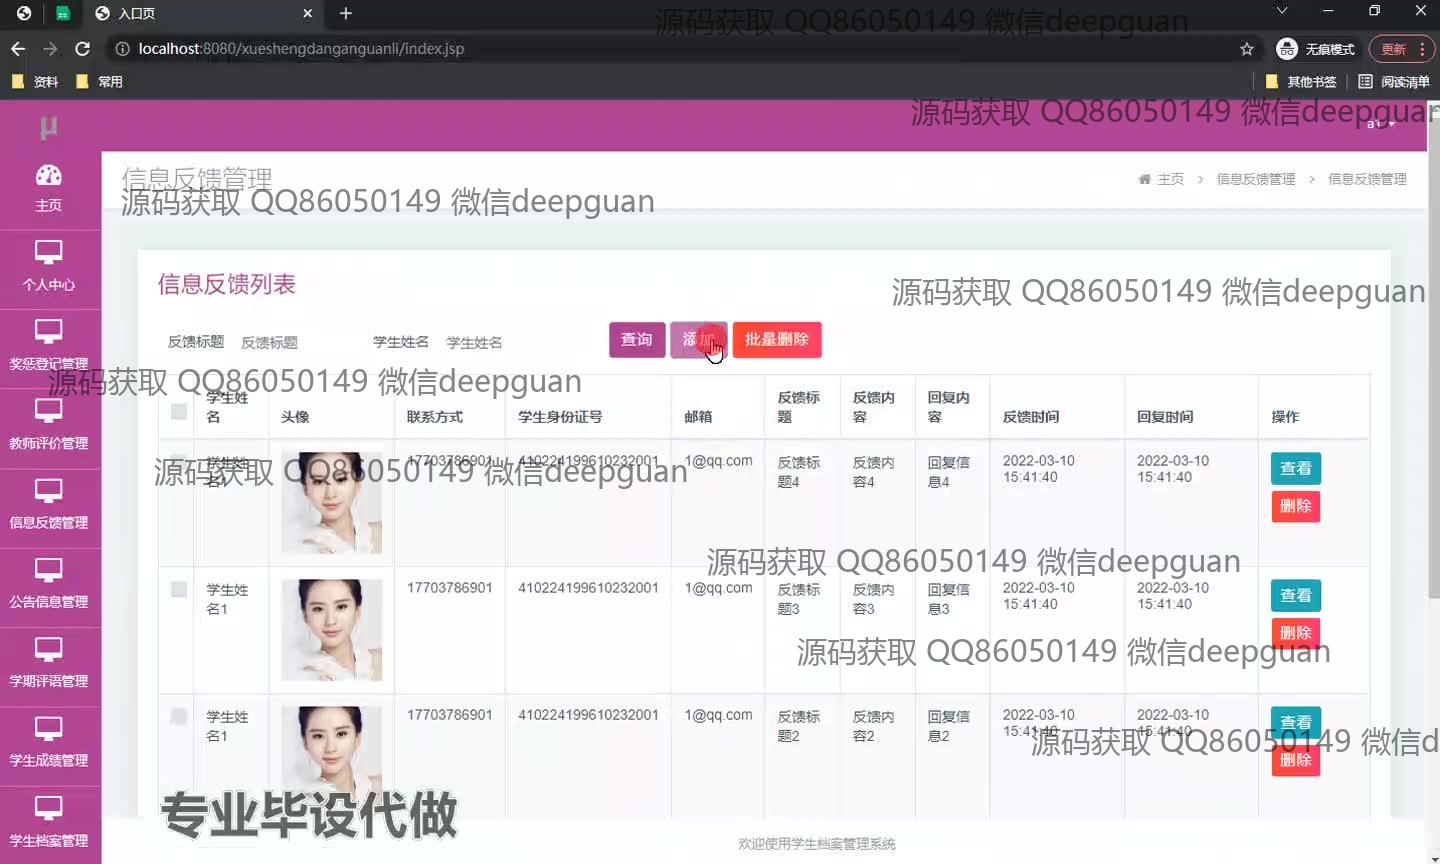 入口页
源码获取 QQ86050149 微信deepguan
localhost:8080/xueshengdanganguanli/index.jsp
无痕模式
更新
资料
常用
其他书签
阅读清单
源码获取 QQ86050149 微信deepguan
μ
主页
个人中心
奖惩登记管理
教师评价管理
信息反馈管理
公告信息管理
学期评语管理
学生成绩管理
学生档案管理
信息反馈管理
主页 > 信息反馈管理 > 信息反馈管理
源码获取 QQ86050149 微信deepguan
信息反馈列表
源码获取 QQ86050149 微信deepguan
反馈标题 反馈标题 学生姓名 学生姓名 查询 添加 批量删除
源码获取 QQ86050149 微信deepguan
学生姓名 头像 联系方式 学生身份证号 邮箱 反馈标题 反馈内容 回复内容 反馈时间 回复时间 操作
学生姓名1 17703786901 410224199610232001 1@qq.com 反馈标题4 反馈内容4 回复信息4 2022-03-10 15:41:40 2022-03-10 15:41:40 查看 删除
源码获取 QQ86050149 微信deepguan
源码获取 QQ86050149 微信deepguan
学生姓名1 17703786901 410224199610232001 1@qq.com 反馈标题3 反馈内容3 回复信息3 2022-03-10 15:41:40 2022-03-10 15:41:40 查看 删除
源码获取 QQ86050149 微信deepguan
学生姓名1 17703786901 410224199610232001 1@qq.com 反馈标题2 反馈内容2 回复信息2 2022-03-10 15:41:40 2022-03-10 15:41:40 查看 删除
源码获取 QQ86050149 微信d
专业毕设代做
欢迎使用学生档案管理系统